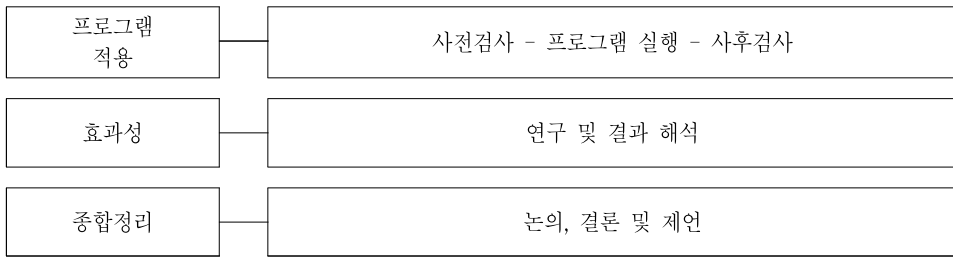 프로그램
적용
사전검사 - 프로그램 실행 - 사후검사
효과성
연구 및 결과 해석
종합정리
논의, 결론 및 제언